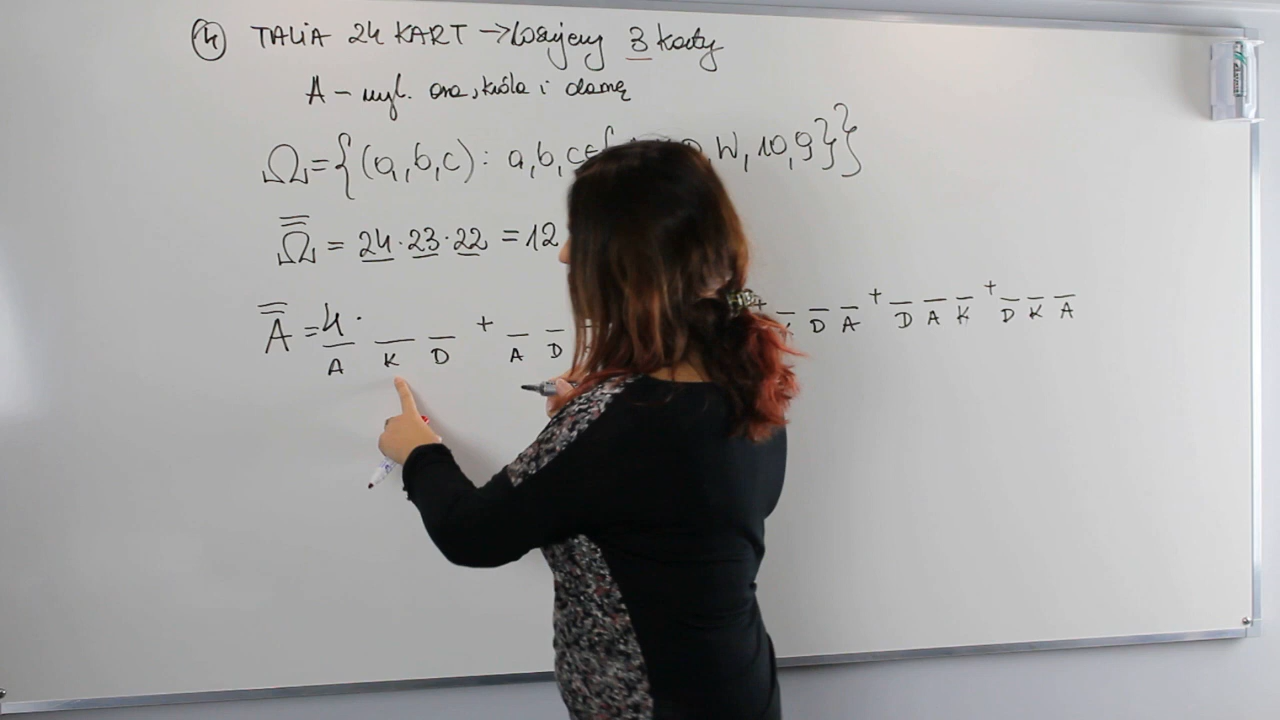 4 TALIA 24 KART → losujemy 3 karty
A – wyl. asa, króla i damę
Ω = {(a,b,c) : a,b,c ∈ { D, W, 10, 9}}
Ω̿ = 24 · 23 · 22 = 12
A̿ = 4 · _ _ + _ _ + _ _ _ + _ _ _ + _ _ _
A K D A D D A D A K D K A